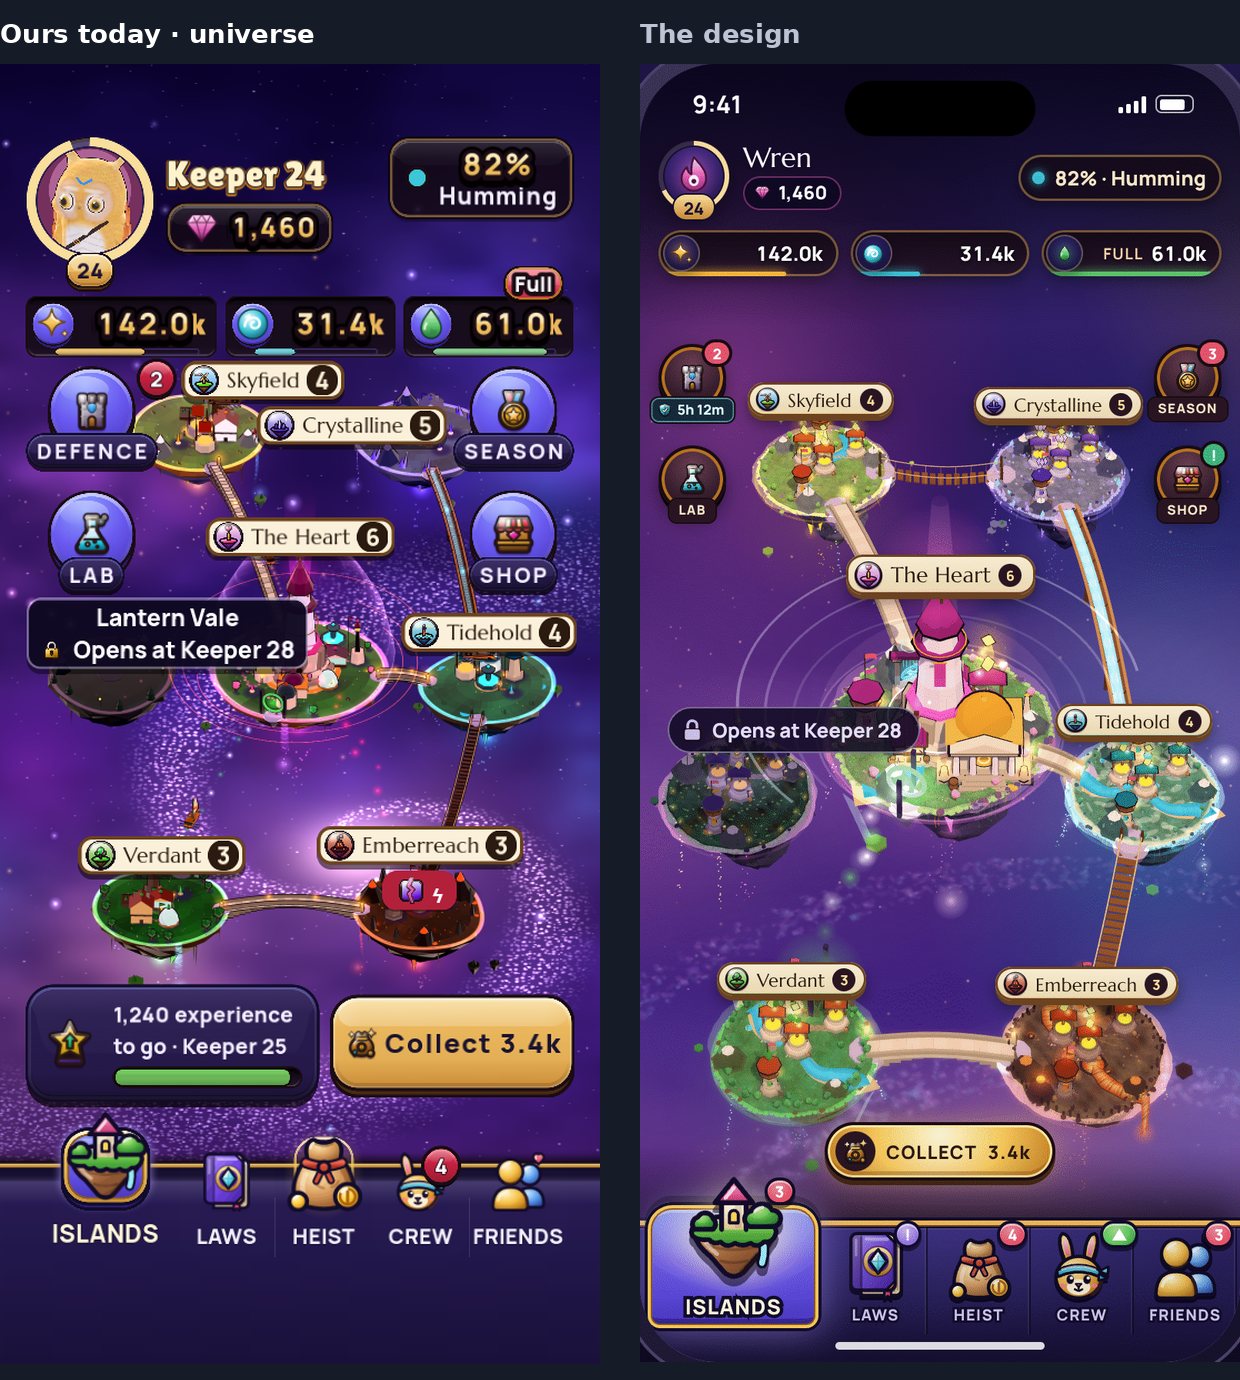 Ours today · universe
Keeper 24
1,460
24
82%
Humming
142.0k
31.4k
Full
61.0k
2
DEFENCE
Skyfield 4
Crystalline 5
SEASON
LAB
The Heart 6
SHOP
Lantern Vale
Opens at Keeper 28
Tidehold 4
Verdant 3
Emberreach 3
1,240 experience
to go · Keeper 25
Collect 3.4k
4
ISLANDS
LAWS
HEIST
CREW
FRIENDS
The design
9:41
Wren
1,460
24
82% · Humming
142.0k
31.4k
FULL 61.0k
2
5h 12m
Skyfield 4
Crystalline 5
3
SEASON
LAB
!
SHOP
The Heart 6
Opens at Keeper 28
Tidehold 4
Verdant 3
Emberreach 3
COLLECT 3.4k
3
ISLANDS
!
LAWS
4
HEIST
CREW
3
FRIENDS